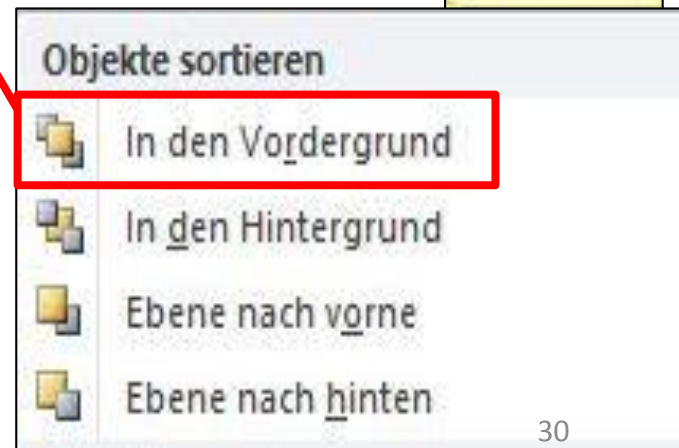 Objekte sortieren
In den Vordergrund
In den Hintergrund
Ebene nach vorne
Ebene nach hinten
30